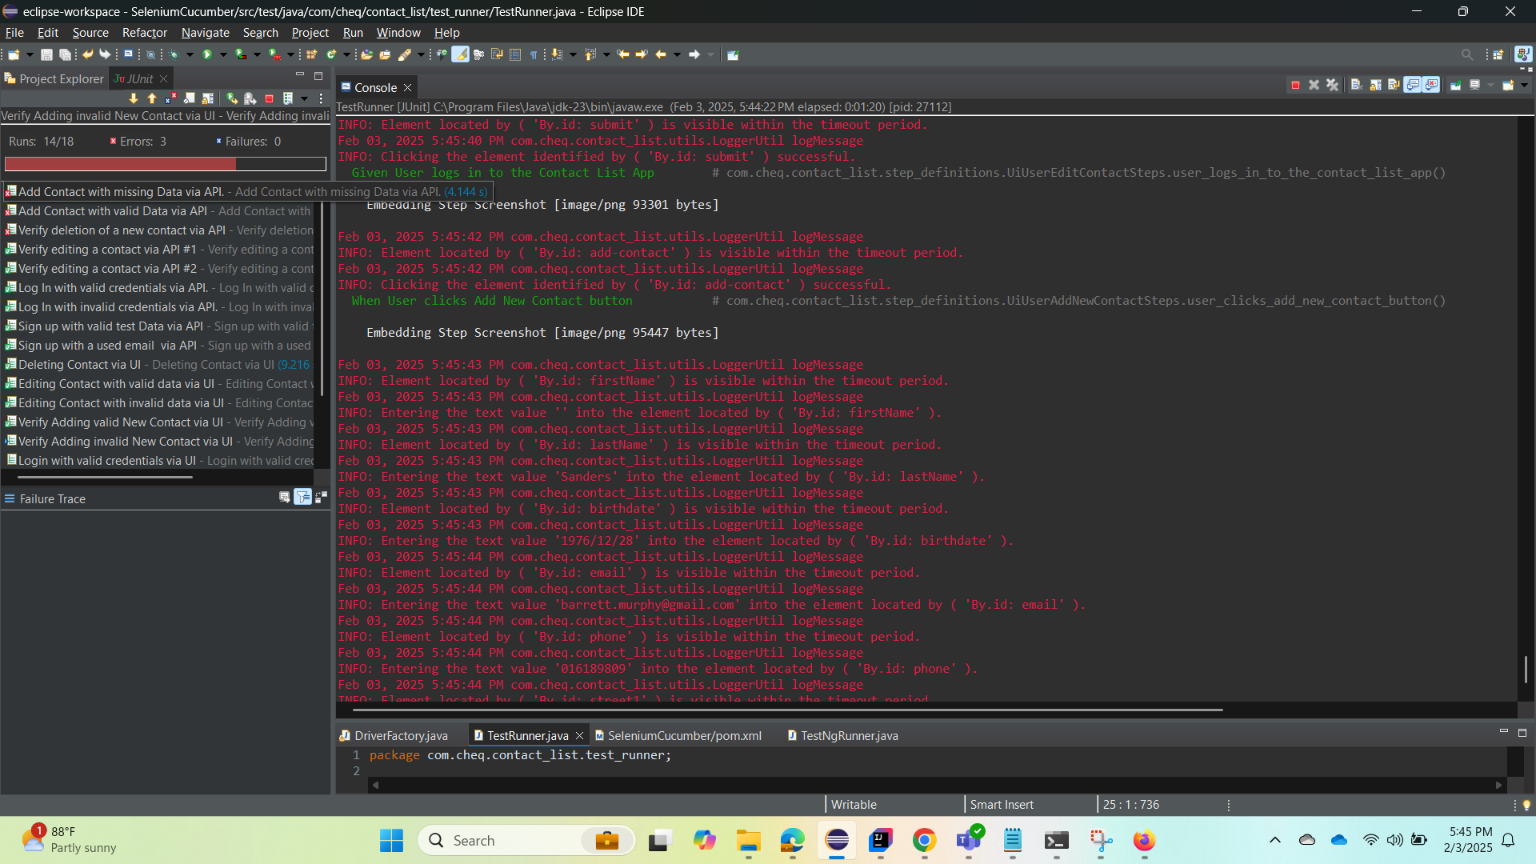 eclipse-workspace - SeleniumCucumber/src/test/java/com/cheq/contact_list/test_runner/TestRunner.java - Eclipse IDE
File Edit Source Refactor Navigate Search Project Run Window Help
Project Explorer JUnit
Console
TestRunner [JUnit] C:\Program Files\Java\jdk-23\bin\javaw.exe (Feb 3, 2025, 5:44:22 PM elapsed: 0:01:20) [pid: 27112]
Verify Adding invalid New Contact via UI - Verify Adding invali
Runs: 14/18 Errors: 3 Failures: 0
Add Contact with missing Data via API. - Add Contact with missing Data via API. (4.144 s)
Add Contact with valid Data via API - Add Contact with
Verify deletion of a new contact via API - Verify deletion
Verify editing a contact via API #1 - Verify editing a cont
Verify editing a contact via API #2 - Verify editing a cont
Log In with valid credentials via API. - Log In with valid c
Log In with invalid credentials via API. - Log In with inva
Sign up with valid test Data via API - Sign up with valid
Sign up with a used email via API - Sign up with a used
Deleting Contact via UI - Deleting Contact via UI (9.216
Editing Contact with valid data via UI - Editing Contact
Editing Contact with invalid data via UI - Editing Contac
Verify Adding valid New Contact via UI - Verify Adding v
Verify Adding invalid New Contact via UI - Verify Adding
Login with valid credentials via UI - Login with valid cre
Failure Trace
INFO: Element located by ( 'By.id: submit' ) is visible within the timeout period.
Feb 03, 2025 5:45:40 PM com.cheq.contact_list.utils.LoggerUtil logMessage
INFO: Clicking the element identified by ( 'By.id: submit' ) successful.
Given User logs in to the Contact List App # com.cheq.contact_list.step_definitions.UiUserEditContactSteps.user_logs_in_to_the_contact_list_app()
Embedding Step Screenshot [image/png 93301 bytes]
Feb 03, 2025 5:45:42 PM com.cheq.contact_list.utils.LoggerUtil logMessage
INFO: Element located by ( 'By.id: add-contact' ) is visible within the timeout period.
Feb 03, 2025 5:45:42 PM com.cheq.contact_list.utils.LoggerUtil logMessage
INFO: Clicking the element identified by ( 'By.id: add-contact' ) successful.
When User clicks Add New Contact button # com.cheq.contact_list.step_definitions.UiUserAddNewContactSteps.user_clicks_add_new_contact_button()
Embedding Step Screenshot [image/png 95447 bytes]
Feb 03, 2025 5:45:43 PM com.cheq.contact_list.utils.LoggerUtil logMessage
INFO: Element located by ( 'By.id: firstName' ) is visible within the timeout period.
Feb 03, 2025 5:45:43 PM com.cheq.contact_list.utils.LoggerUtil logMessage
INFO: Entering the text value '' into the element located by ( 'By.id: firstName' ).
Feb 03, 2025 5:45:43 PM com.cheq.contact_list.utils.LoggerUtil logMessage
INFO: Element located by ( 'By.id: lastName' ) is visible within the timeout period.
Feb 03, 2025 5:45:43 PM com.cheq.contact_list.utils.LoggerUtil logMessage
INFO: Entering the text value 'Sanders' into the element located by ( 'By.id: lastName' ).
Feb 03, 2025 5:45:43 PM com.cheq.contact_list.utils.LoggerUtil logMessage
INFO: Element located by ( 'By.id: birthdate' ) is visible within the timeout period.
Feb 03, 2025 5:45:43 PM com.cheq.contact_list.utils.LoggerUtil logMessage
INFO: Entering the text value '1976/12/28' into the element located by ( 'By.id: birthdate' ).
Feb 03, 2025 5:45:44 PM com.cheq.contact_list.utils.LoggerUtil logMessage
INFO: Element located by ( 'By.id: email' ) is visible within the timeout period.
Feb 03, 2025 5:45:44 PM com.cheq.contact_list.utils.LoggerUtil logMessage
INFO: Entering the text value 'barrett.murphy@gmail.com' into the element located by ( 'By.id: email' ).
Feb 03, 2025 5:45:44 PM com.cheq.contact_list.utils.LoggerUtil logMessage
INFO: Element located by ( 'By.id: phone' ) is visible within the timeout period.
Feb 03, 2025 5:45:44 PM com.cheq.contact_list.utils.LoggerUtil logMessage
INFO: Entering the text value '016189809' into the element located by ( 'By.id: phone' ).
Feb 03, 2025 5:45:44 PM com.cheq.contact_list.utils.LoggerUtil logMessage
INFO: Element located by ( 'By.id: street1' ) is visible within the timeout period.
DriverFactory.java TestRunner.java SeleniumCucumber/pom.xml TestNgRunner.java
1 package com.cheq.contact_list.test_runner;
2
Writable Smart Insert 25 : 1 : 736
1 88°F
Partly sunny
Search
5:45 PM
2/3/2025